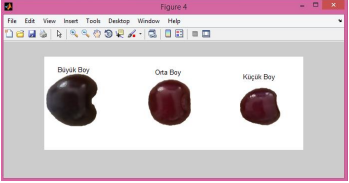 Figure 4
File Edit View Insert Tools Desktop Window Help
Büyük Boy
Orta Boy
Küçük Boy